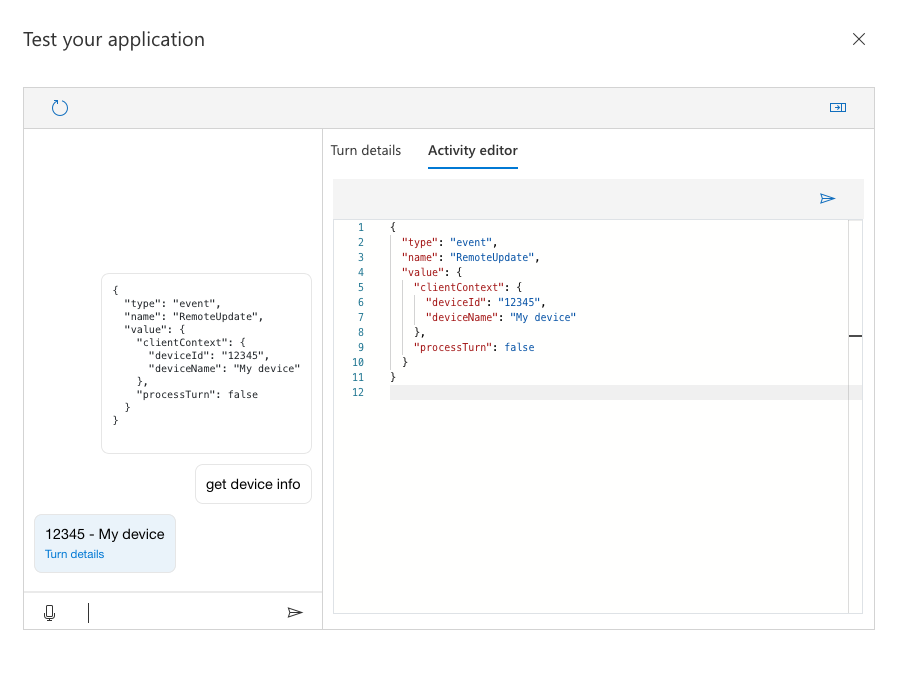 Test your application
{
  "type": "event",
  "name": "RemoteUpdate",
  "value": {
    "clientContext": {
      "deviceId": "12345",
      "deviceName": "My device"
    },
    "processTurn": false
  }
}
get device info
12345 - My device
Turn details
Turn details
Activity editor
1 {
2   "type": "event",
3   "name": "RemoteUpdate",
4   "value": {
5     "clientContext": {
6       "deviceId": "12345",
7       "deviceName": "My device"
8     },
9     "processTurn": false
10   }
11 }
12